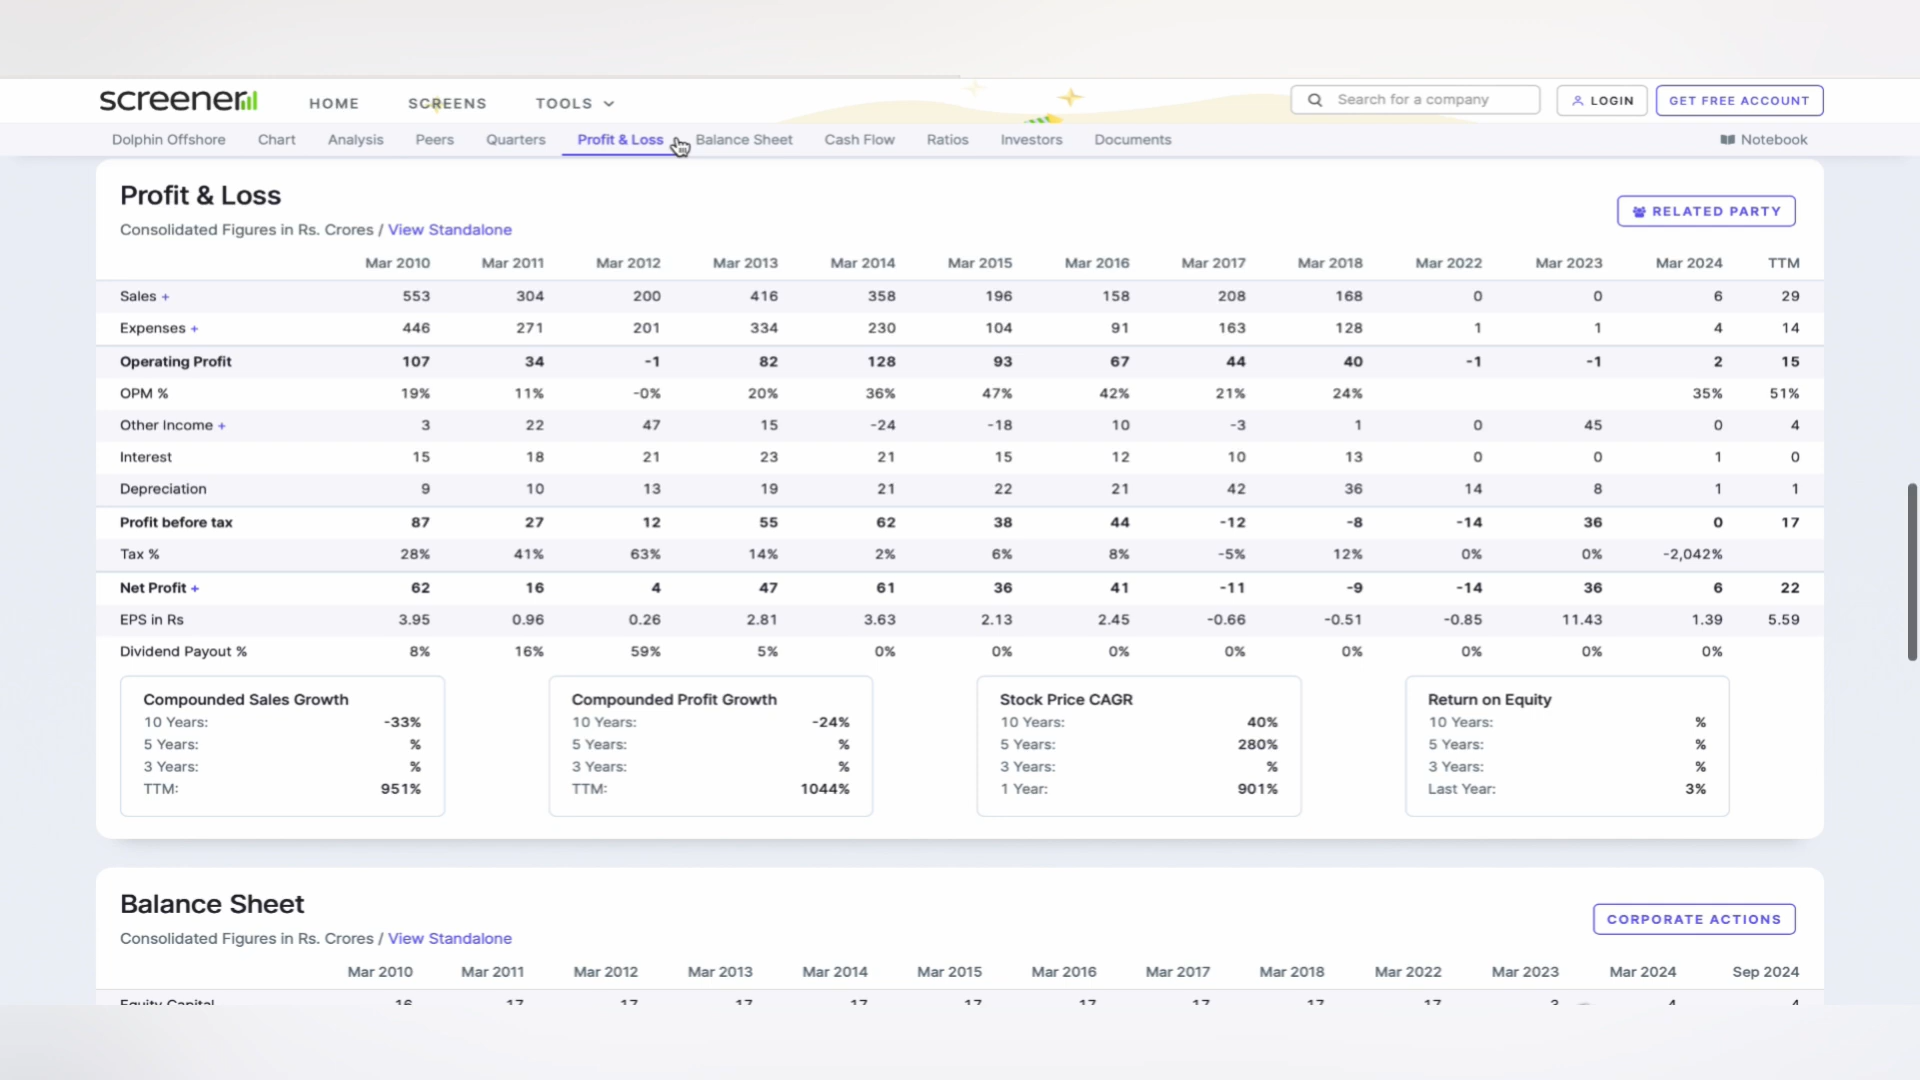 screener
HOME SCREENS TOOLS
Search for a company
LOGIN
GET FREE ACCOUNT
Dolphin Offshore Chart Analysis Peers Quarters Profit & Loss Balance Sheet Cash Flow Ratios Investors Documents Notebook
Profit & Loss
RELATED PARTY
Consolidated Figures in Rs. Crores / View Standalone
Mar 2010 Mar 2011 Mar 2012 Mar 2013 Mar 2014 Mar 2015 Mar 2016 Mar 2017 Mar 2018 Mar 2022 Mar 2023 Mar 2024 TTM
Sales + 553 304 200 416 358 196 158 208 168 0 0 6 29
Expenses + 446 271 201 334 230 104 91 163 128 1 1 4 14
Operating Profit 107 34 -1 82 128 93 67 44 40 -1 -1 2 15
OPM % 19% 11% -0% 20% 36% 47% 42% 21% 24% 35% 51%
Other Income + 3 22 47 15 -24 -18 10 -3 1 0 45 0 4
Interest 15 18 21 23 21 15 12 10 13 0 0 1 0
Depreciation 9 10 13 19 21 22 21 42 36 14 8 1 1
Profit before tax 87 27 12 55 62 38 44 -12 -8 -14 36 0 17
Tax % 28% 41% 63% 14% 2% 6% 8% -5% 12% 0% 0% -2,042%
Net Profit + 62 16 4 47 61 36 41 -11 -9 -14 36 6 22
EPS in Rs 3.95 0.96 0.26 2.81 3.63 2.13 2.45 -0.66 -0.51 -0.85 11.43 1.39 5.59
Dividend Payout % 8% 16% 59% 5% 0% 0% 0% 0% 0% 0% 0% 0%
Compounded Sales Growth
10 Years: -33%
5 Years: %
3 Years: %
TTM: 951%
Compounded Profit Growth
10 Years: -24%
5 Years: %
3 Years: %
TTM: 1044%
Stock Price CAGR
10 Years: 40%
5 Years: 280%
3 Years: %
1 Year: 901%
Return on Equity
10 Years: %
5 Years: %
3 Years: %
Last Year: 3%
Balance Sheet
CORPORATE ACTIONS
Consolidated Figures in Rs. Crores / View Standalone
Mar 2010 Mar 2011 Mar 2012 Mar 2013 Mar 2014 Mar 2015 Mar 2016 Mar 2017 Mar 2018 Mar 2022 Mar 2023 Mar 2024 Sep 2024
Equity Capital 16 17 17 17 17 17 17 17 17 17 3 4 4